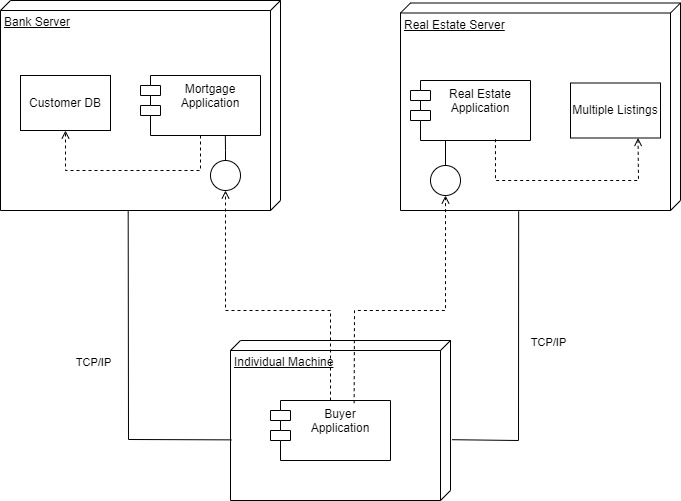 Bank Server
Real Estate Server
Customer DB
Mortgage
Application
Real Estate
Application
Multiple Listings
TCP/IP
TCP/IP
Individual Machine
Buyer
Application